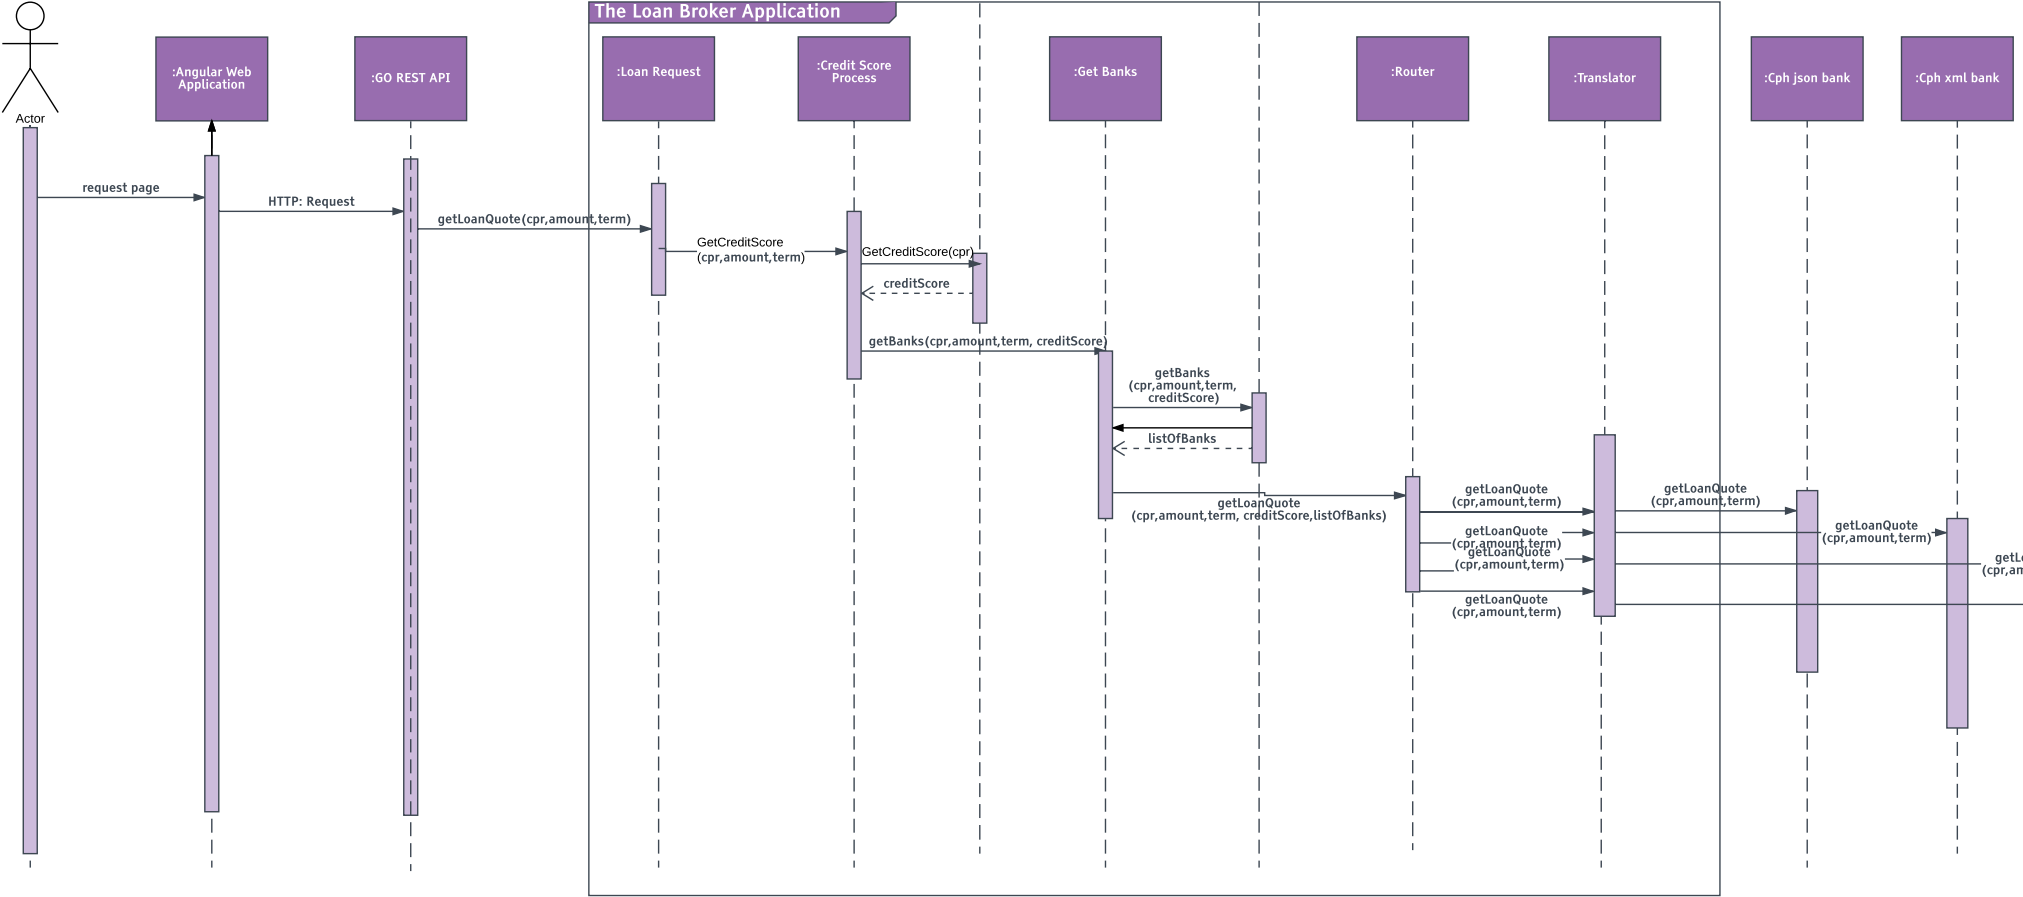 The Loan Broker Application
Actor
:Angular Web
Application
:GO REST API
:Loan Request
:Credit Score
Process
:Get Banks
:Router
:Translator
:Cph json bank
:Cph xml bank
request page
HTTP: Request
getLoanQuote(cpr,amount,term)
GetCreditScore
(cpr,amount,term)
GetCreditScore(cpr)
creditScore
getBanks(cpr,amount,term, creditScore)
getBanks
(cpr,amount,term,
creditScore)
listOfBanks
getLoanQuote
(cpr,amount,term, creditScore,listOfBanks)
getLoanQuote
(cpr,amount,term)
getLoanQuote
(cpr,amount,term)
getLoanQuote
(cpr,amount,term)
getLoanQuote
(cpr,amount,term)
getLoanQuote
(cpr,amount,term)
getLoanQuote
(cpr,amount,term)
getL
(cpr,am